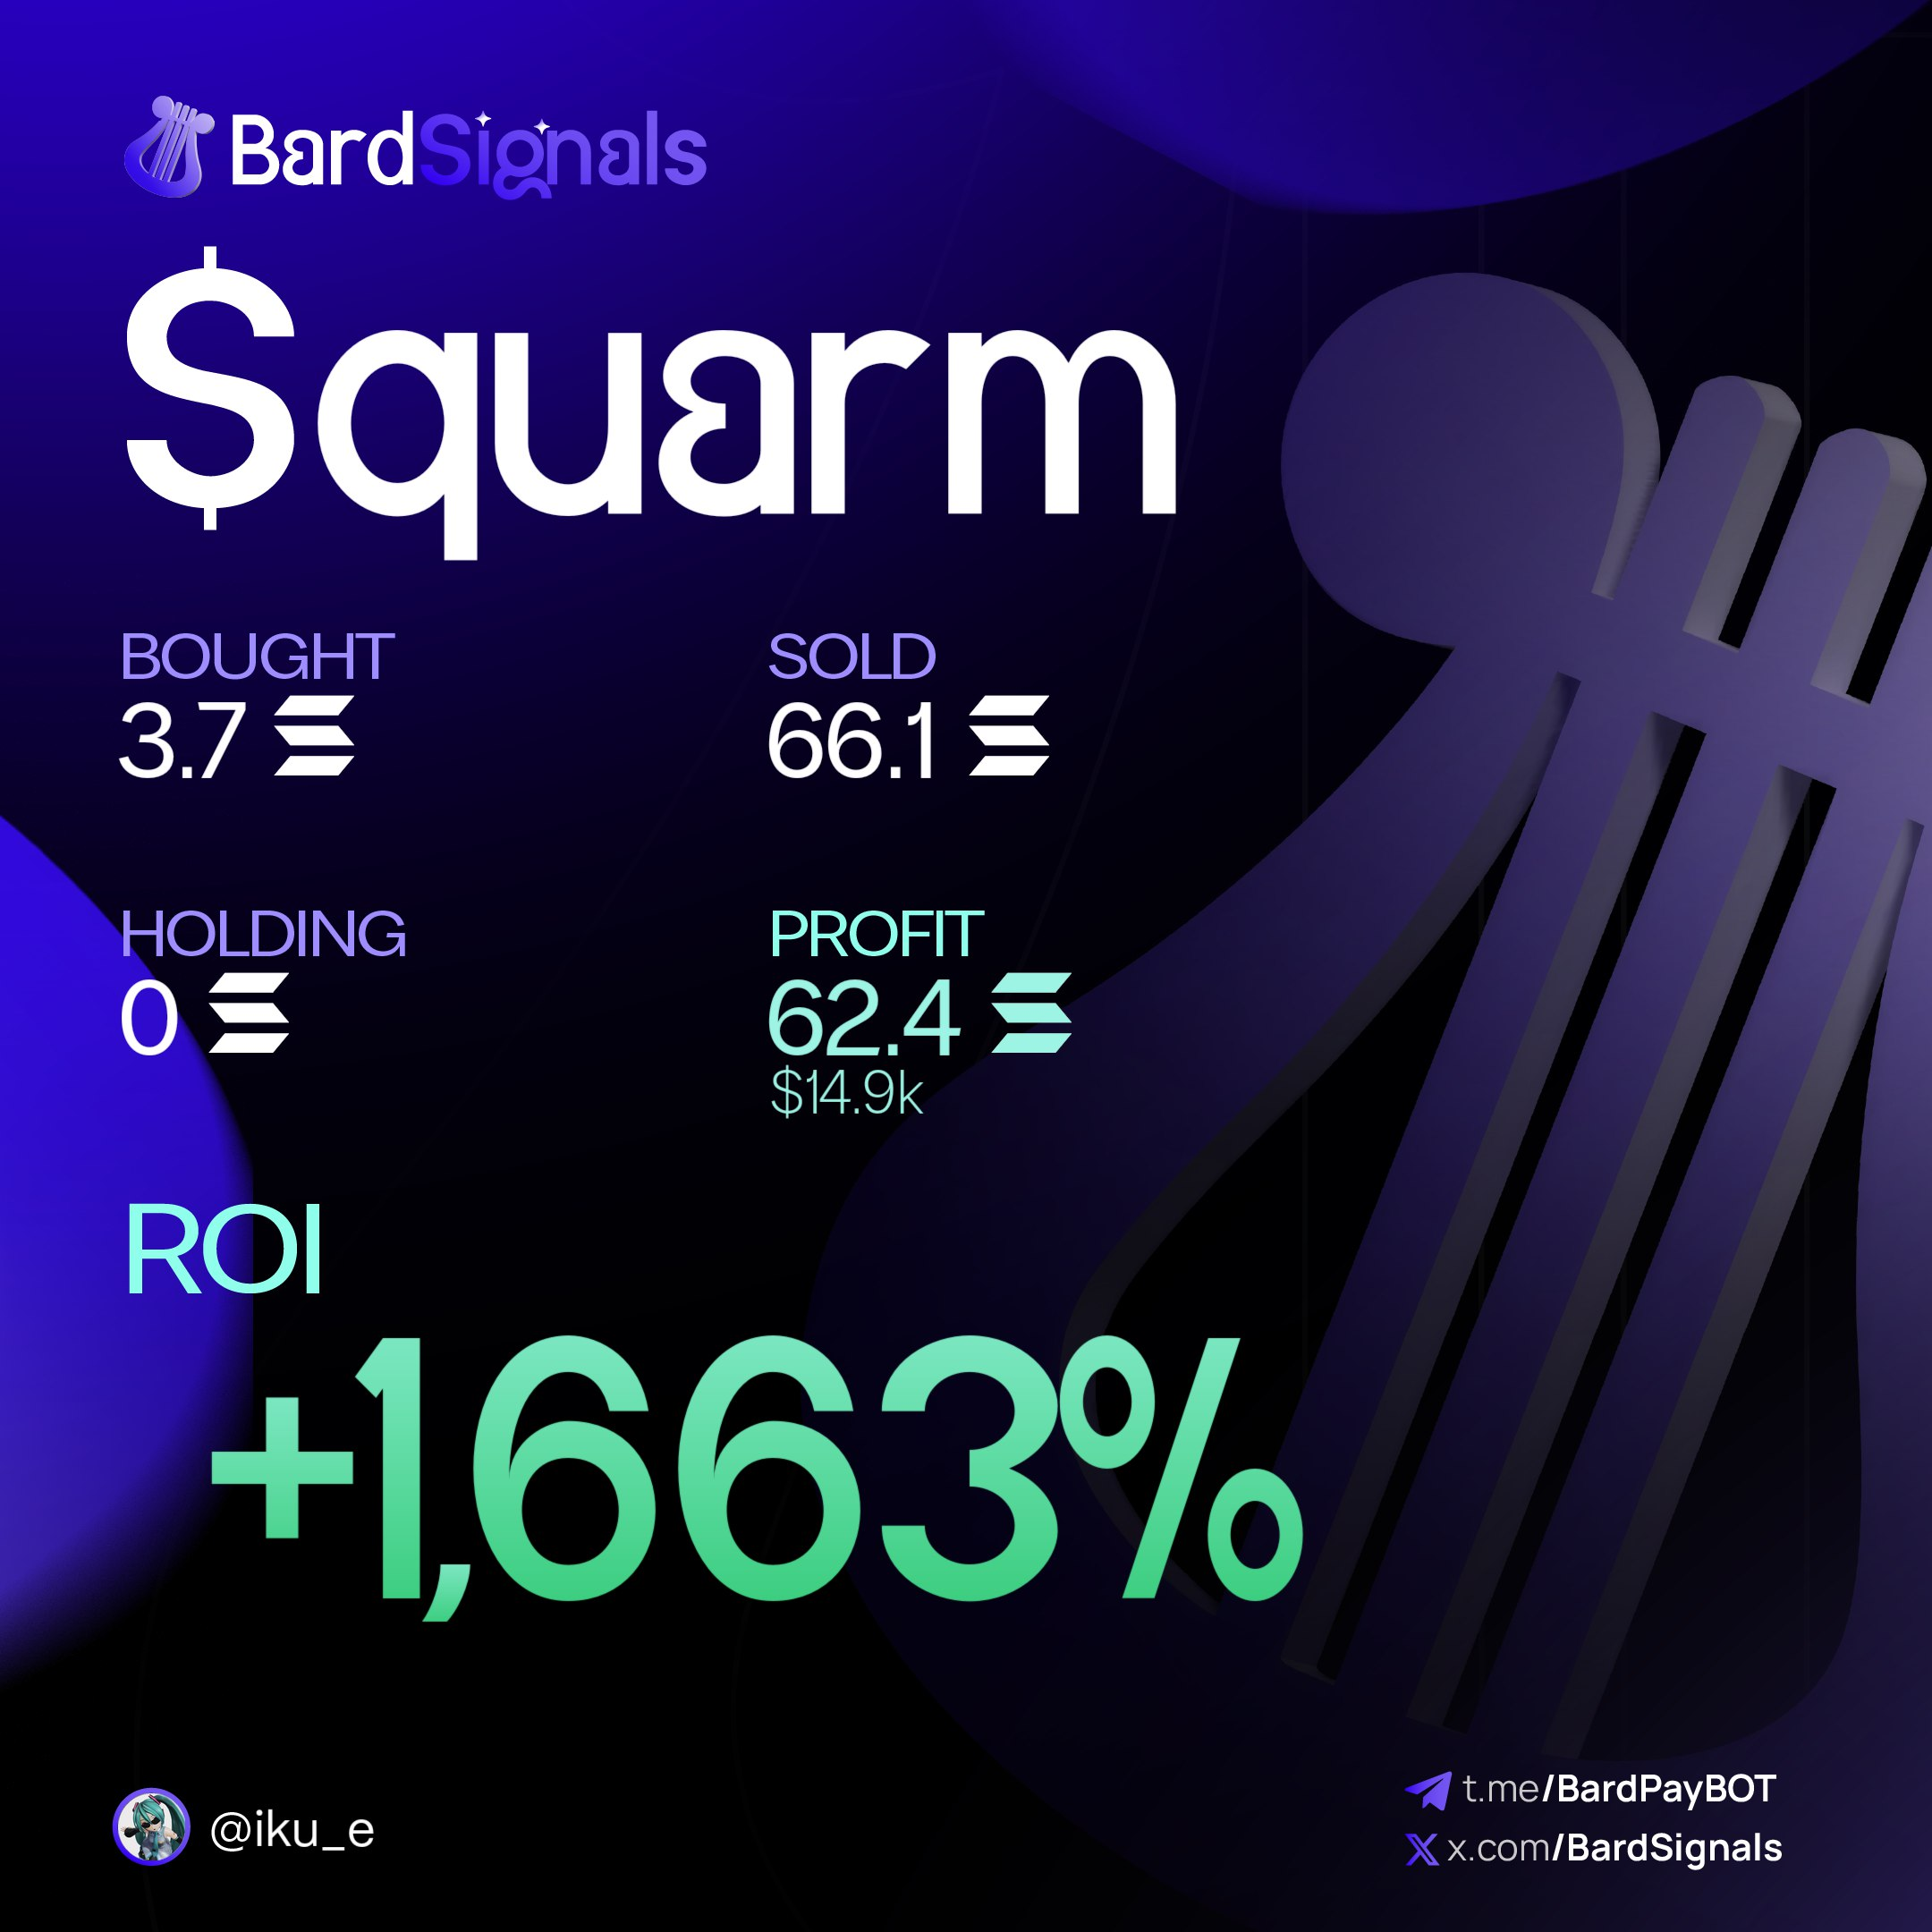 BardSignals
$quarm
BOUGHT
3.7
SOLD
66.1
HOLDING
0
PROFIT
62.4
$14.9k
ROI
+1,663%
@iku_e
t.me/BardPayBOT
x.com/BardSignals